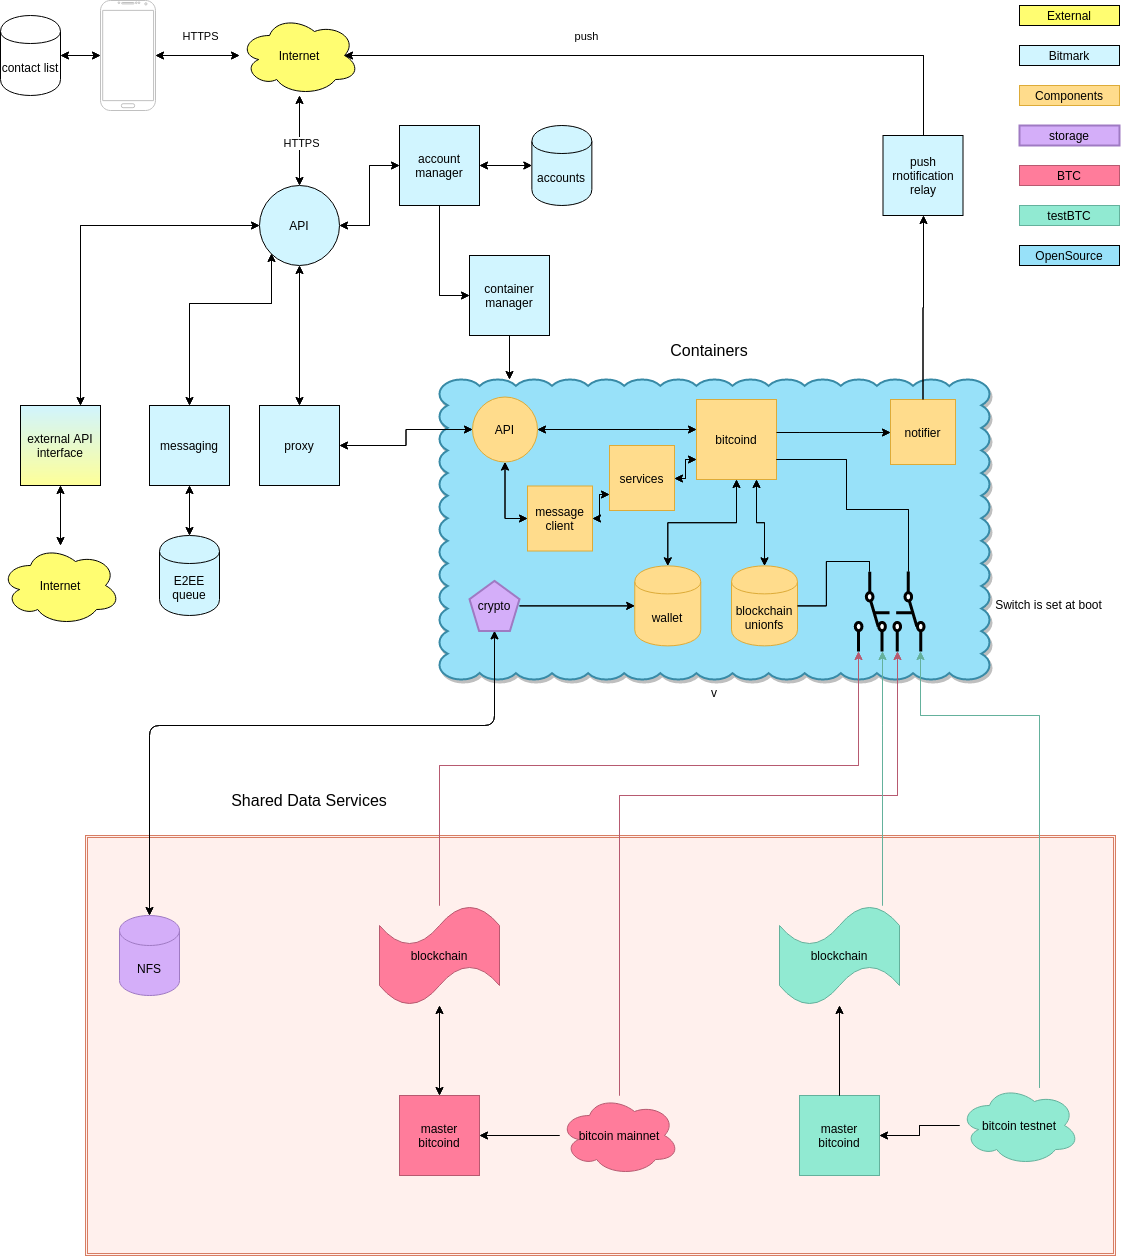 HTTPS
push
External
Internet
contact list
Bitmark
Components
storage
HTTPS
account
manager
accounts
push
rnotification
relay
BTC
testBTC
API
OpenSource
container
manager
Containers
external API
interface
messaging
proxy
API
bitcoind
notifier
services
message
client
Internet
E2EE
queue
crypto
wallet
blockchain
unionfs
Switch is set at boot
v
Shared Data Services
NFS
blockchain
blockchain
master
bitcoind
bitcoin mainnet
master
bitcoind
bitcoin testnet